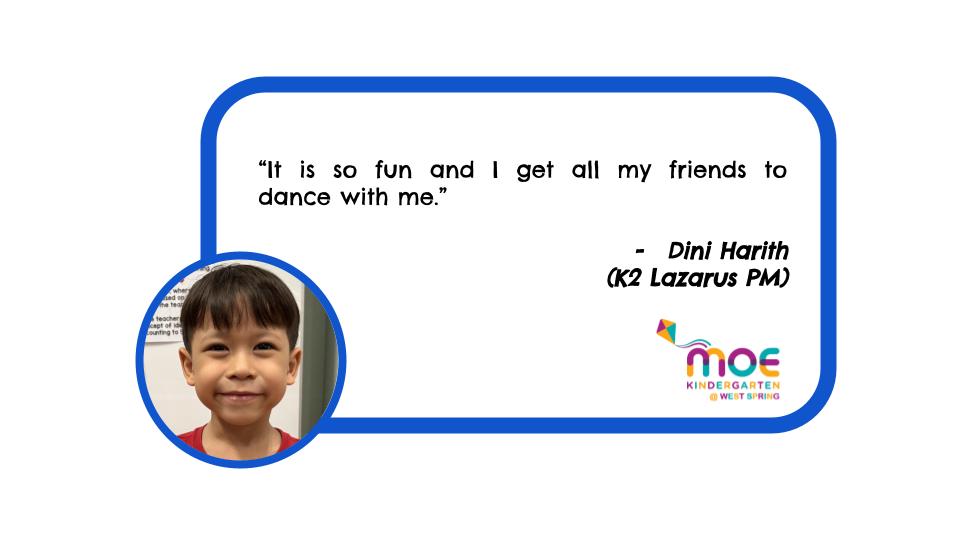 “It is so fun and I get all my friends to
dance with me.”
- Dini Harith
(K2 Lazarus PM)
moe
KINDERGARTEN
@ WEST SPRING